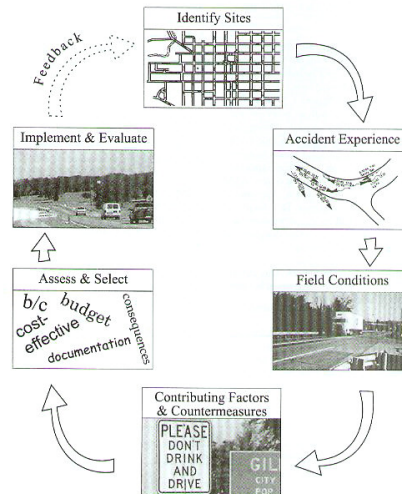 Identify Sites
Feedback
Implement & Evaluate
Accident Experience
Assess & Select
b/c
budget
cost-
effective
consequences
documentation
Field Conditions
Contributing Factors
& Countermeasures
PLEASE
DON'T
DRINK
AND
DRIVE
GIL
CITY
POP